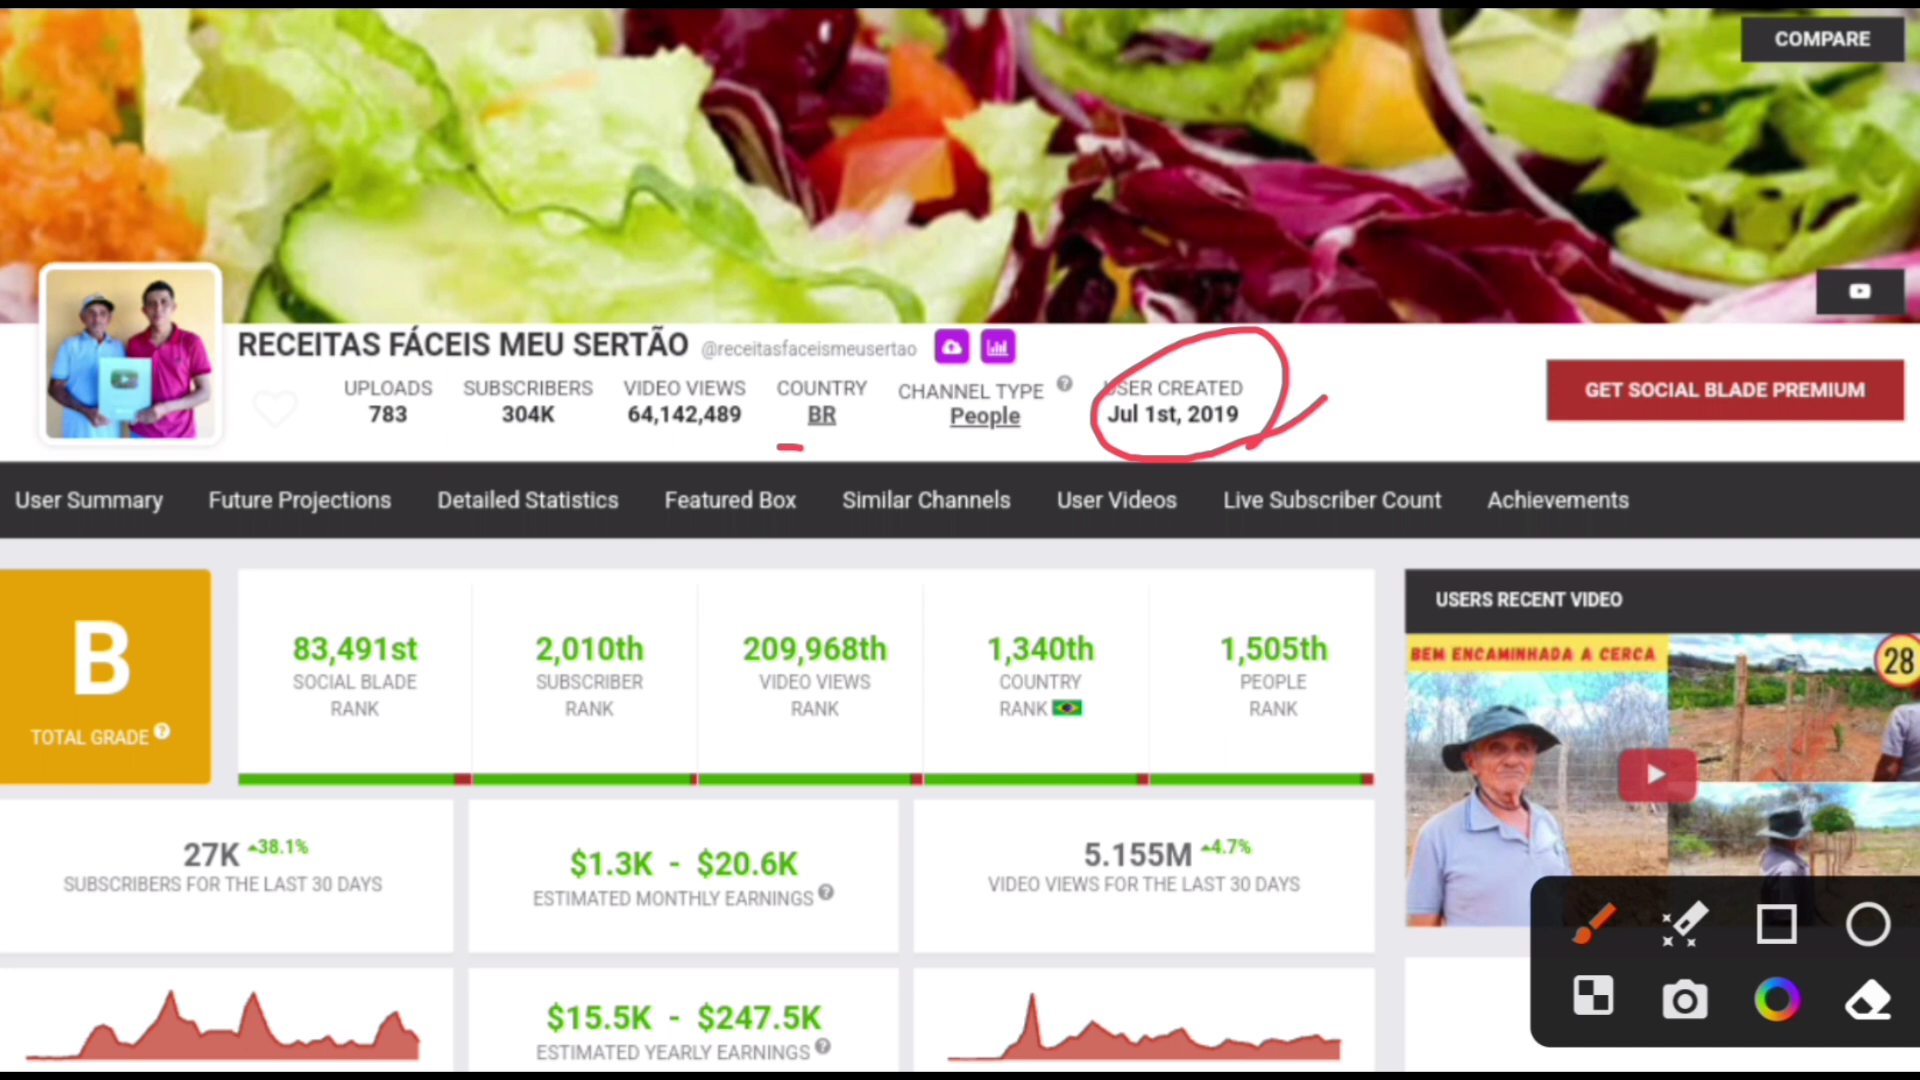 COMPARE
RECEITAS FÁCEIS MEU SERTÃO @receitasfaceismeusertao
UPLOADS
783
SUBSCRIBERS
304K
VIDEO VIEWS
64,142,489
COUNTRY
BR
CHANNEL TYPE ?
People
USER CREATED
Jul 1st, 2019
GET SOCIAL BLADE PREMIUM
User Summary Future Projections Detailed Statistics Featured Box Similar Channels User Videos Live Subscriber Count Achievements
B
TOTAL GRADE ?
83,491st
SOCIAL BLADE
RANK
2,010th
SUBSCRIBER
RANK
209,968th
VIDEO VIEWS
RANK
1,340th
COUNTRY
RANK
1,505th
PEOPLE
RANK
USERS RECENT VIDEO
BEM ENCAMINHADA A CERCA
28
27K 38.1%
SUBSCRIBERS FOR THE LAST 30 DAYS
$1.3K - $20.6K
ESTIMATED MONTHLY EARNINGS ?
5.155M 4.7%
VIDEO VIEWS FOR THE LAST 30 DAYS
$15.5K - $247.5K
ESTIMATED YEARLY EARNINGS ?